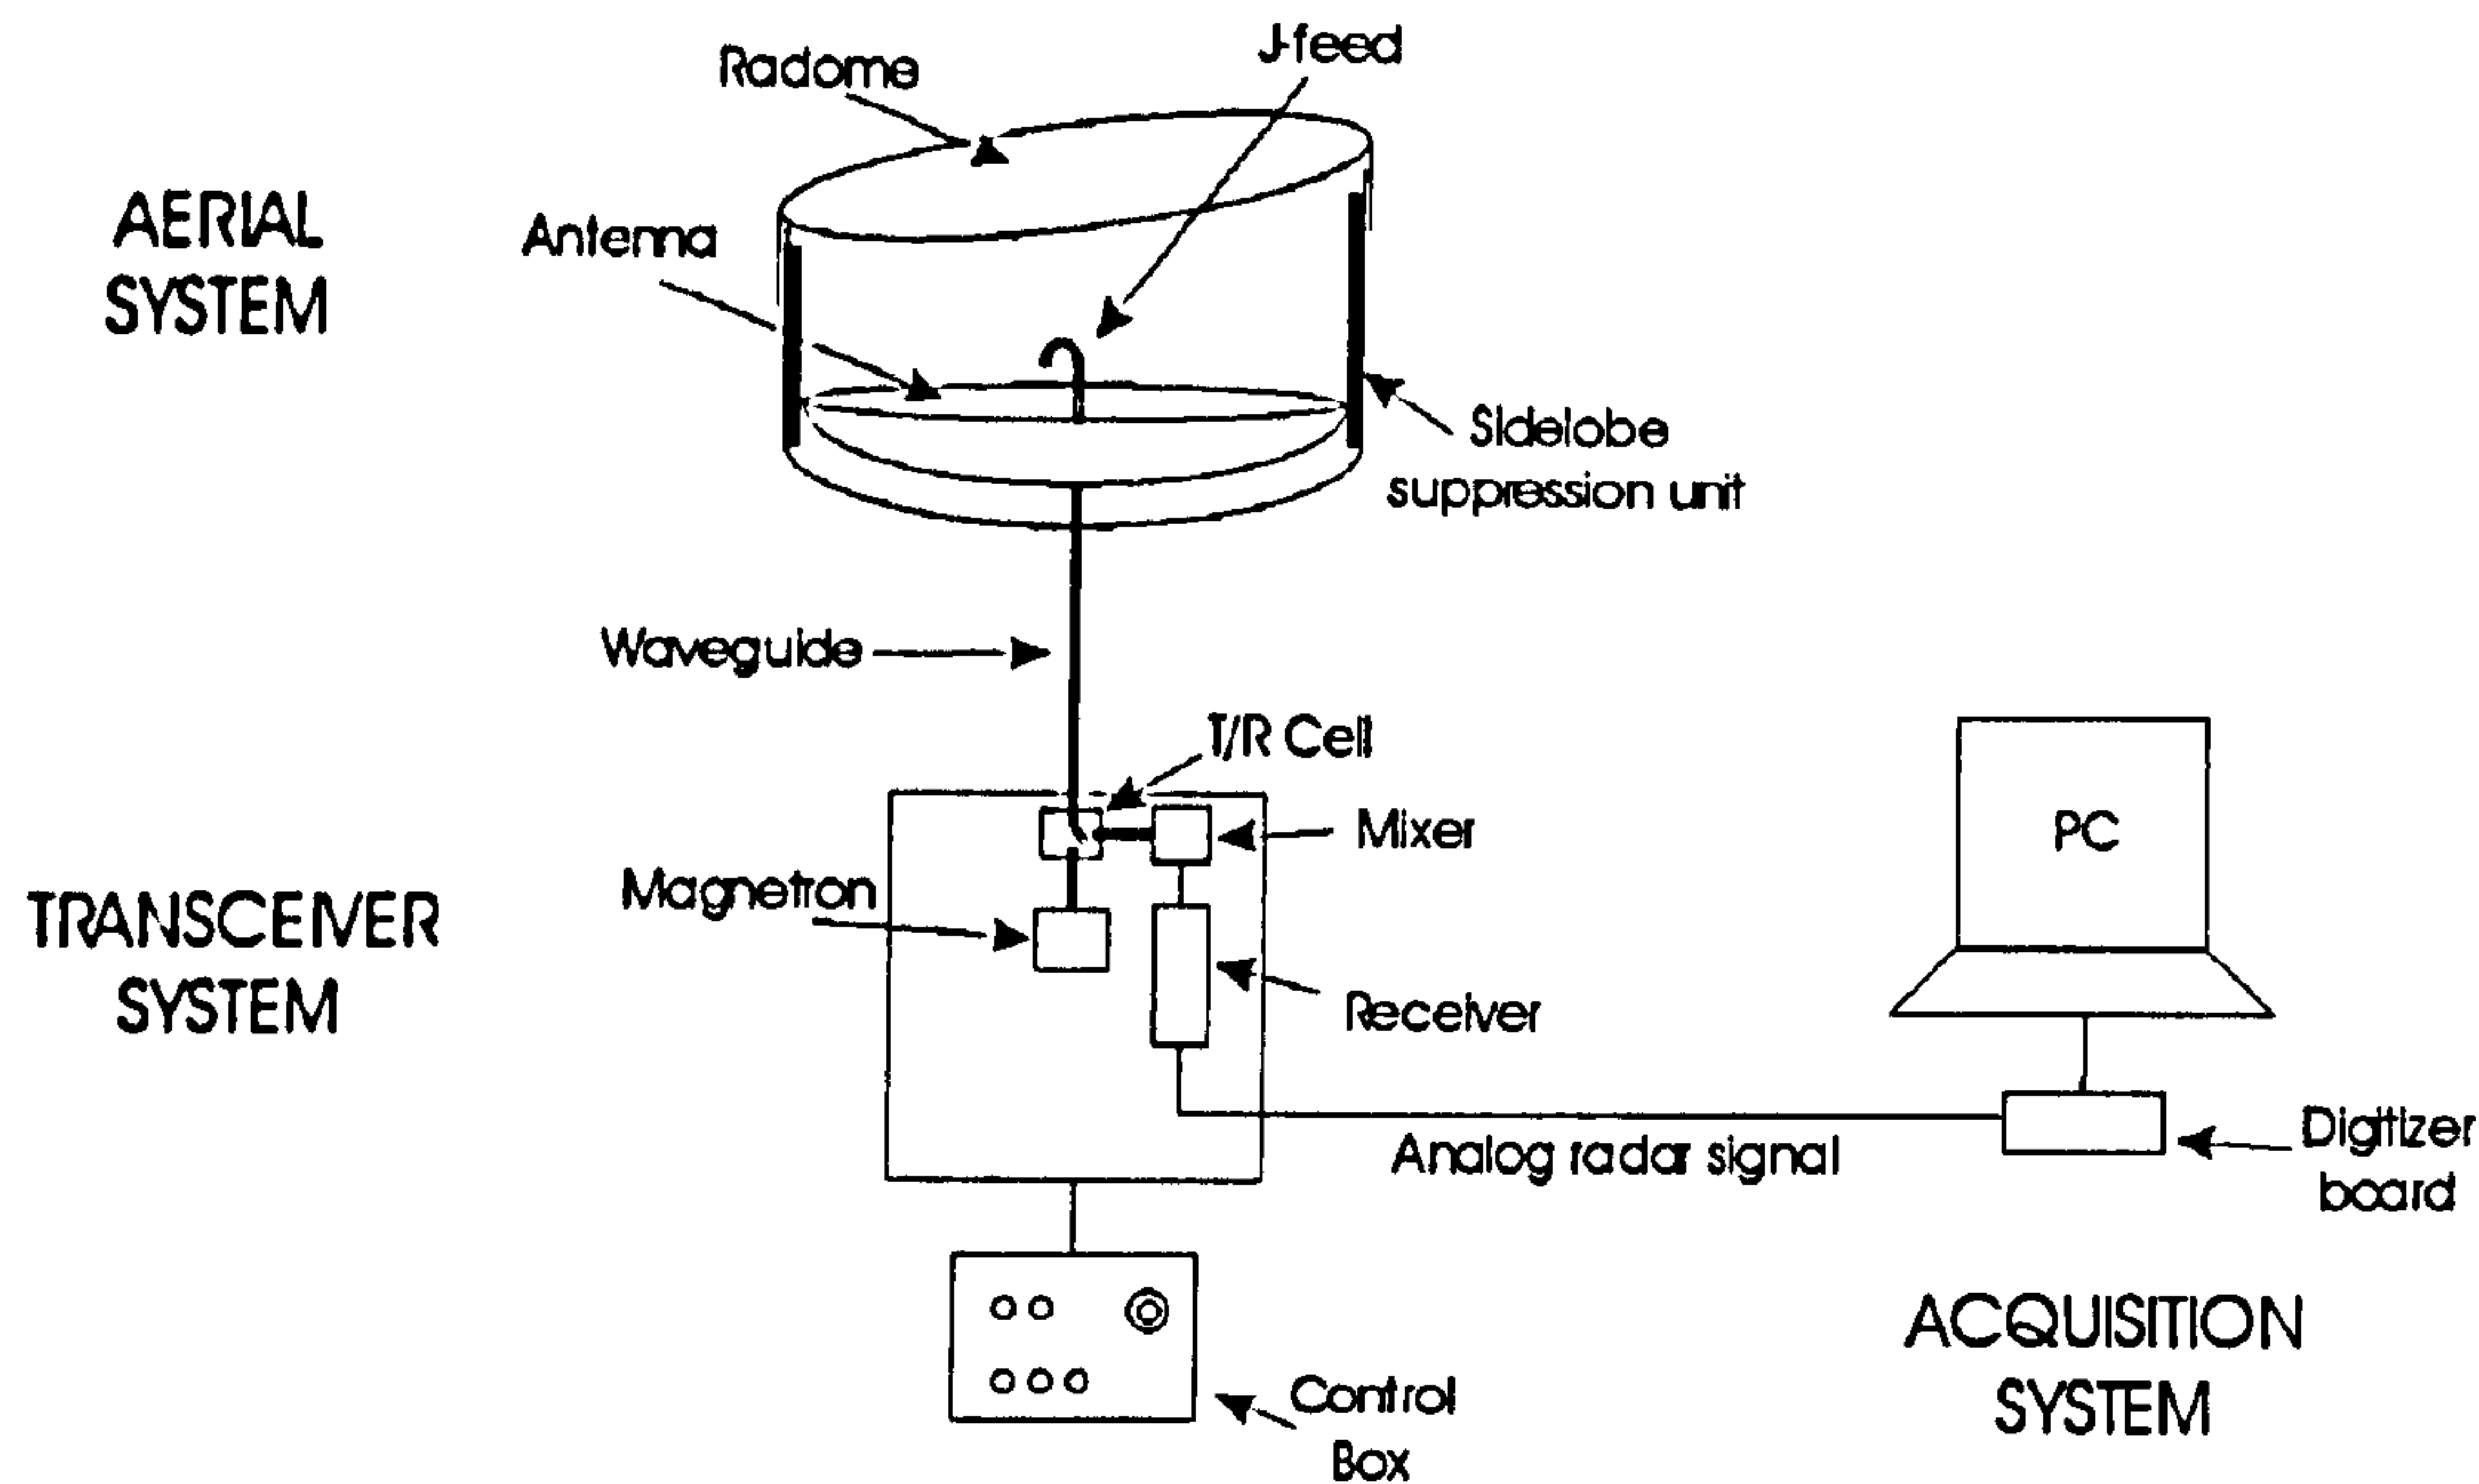 Radome
J-feed
AERIAL
SYSTEM
Antenna
Sidelobe
suppression unit
Waveguide
T/R Cell
PC
Mixer
Magnetron
TRANSCEIVER
SYSTEM
Receiver
Analog radar signal
Digitizer
board
ACQUISITION
SYSTEM
Control
Box